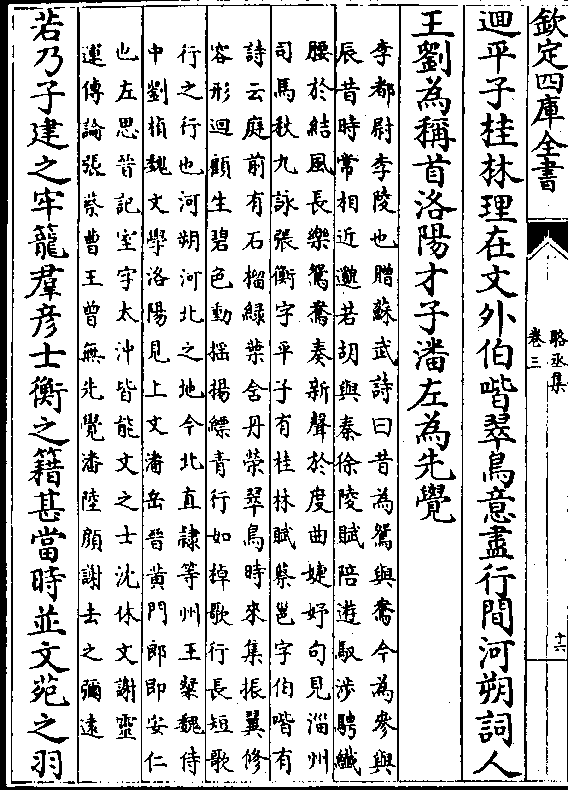 欽定四庫全書
駱丞集
卷三
十六
迴平子桂林理在文外伯喈翠鳥意盡行間河朔詞人
王劉為稱首洛陽才子潘左為先覺
李都尉李陵也贈蘇武詩曰昔為鴛與鴦今為參與
辰昔時常相近邈若胡與秦徐陵賦陪遊馺涉騁纖
腰於結風長樂鴛鴦奏新聲於度曲婕妤句見淄州
司馬秋九詠張衡字平子有桂林賦蔡邕字伯喈有
詩云庭前有石榴綠葉含丹榮翠鳥時來集振翼修
容形迴顧生碧色動搖揚縹青行如棹歌行長短歌
行之行也河朔河北之地今北直隷等州王粲魏侍
中劉楨魏文學洛陽見上文潘岳晉黃門郎即安仁
也左思晉記室字太沖皆能文之士沈休文謝靈
運傳論張蔡曹王曾無先覺潘陸顔謝去之彌遠
若乃子建之牢籠羣彦士衡之籍甚當時並文苑之羽